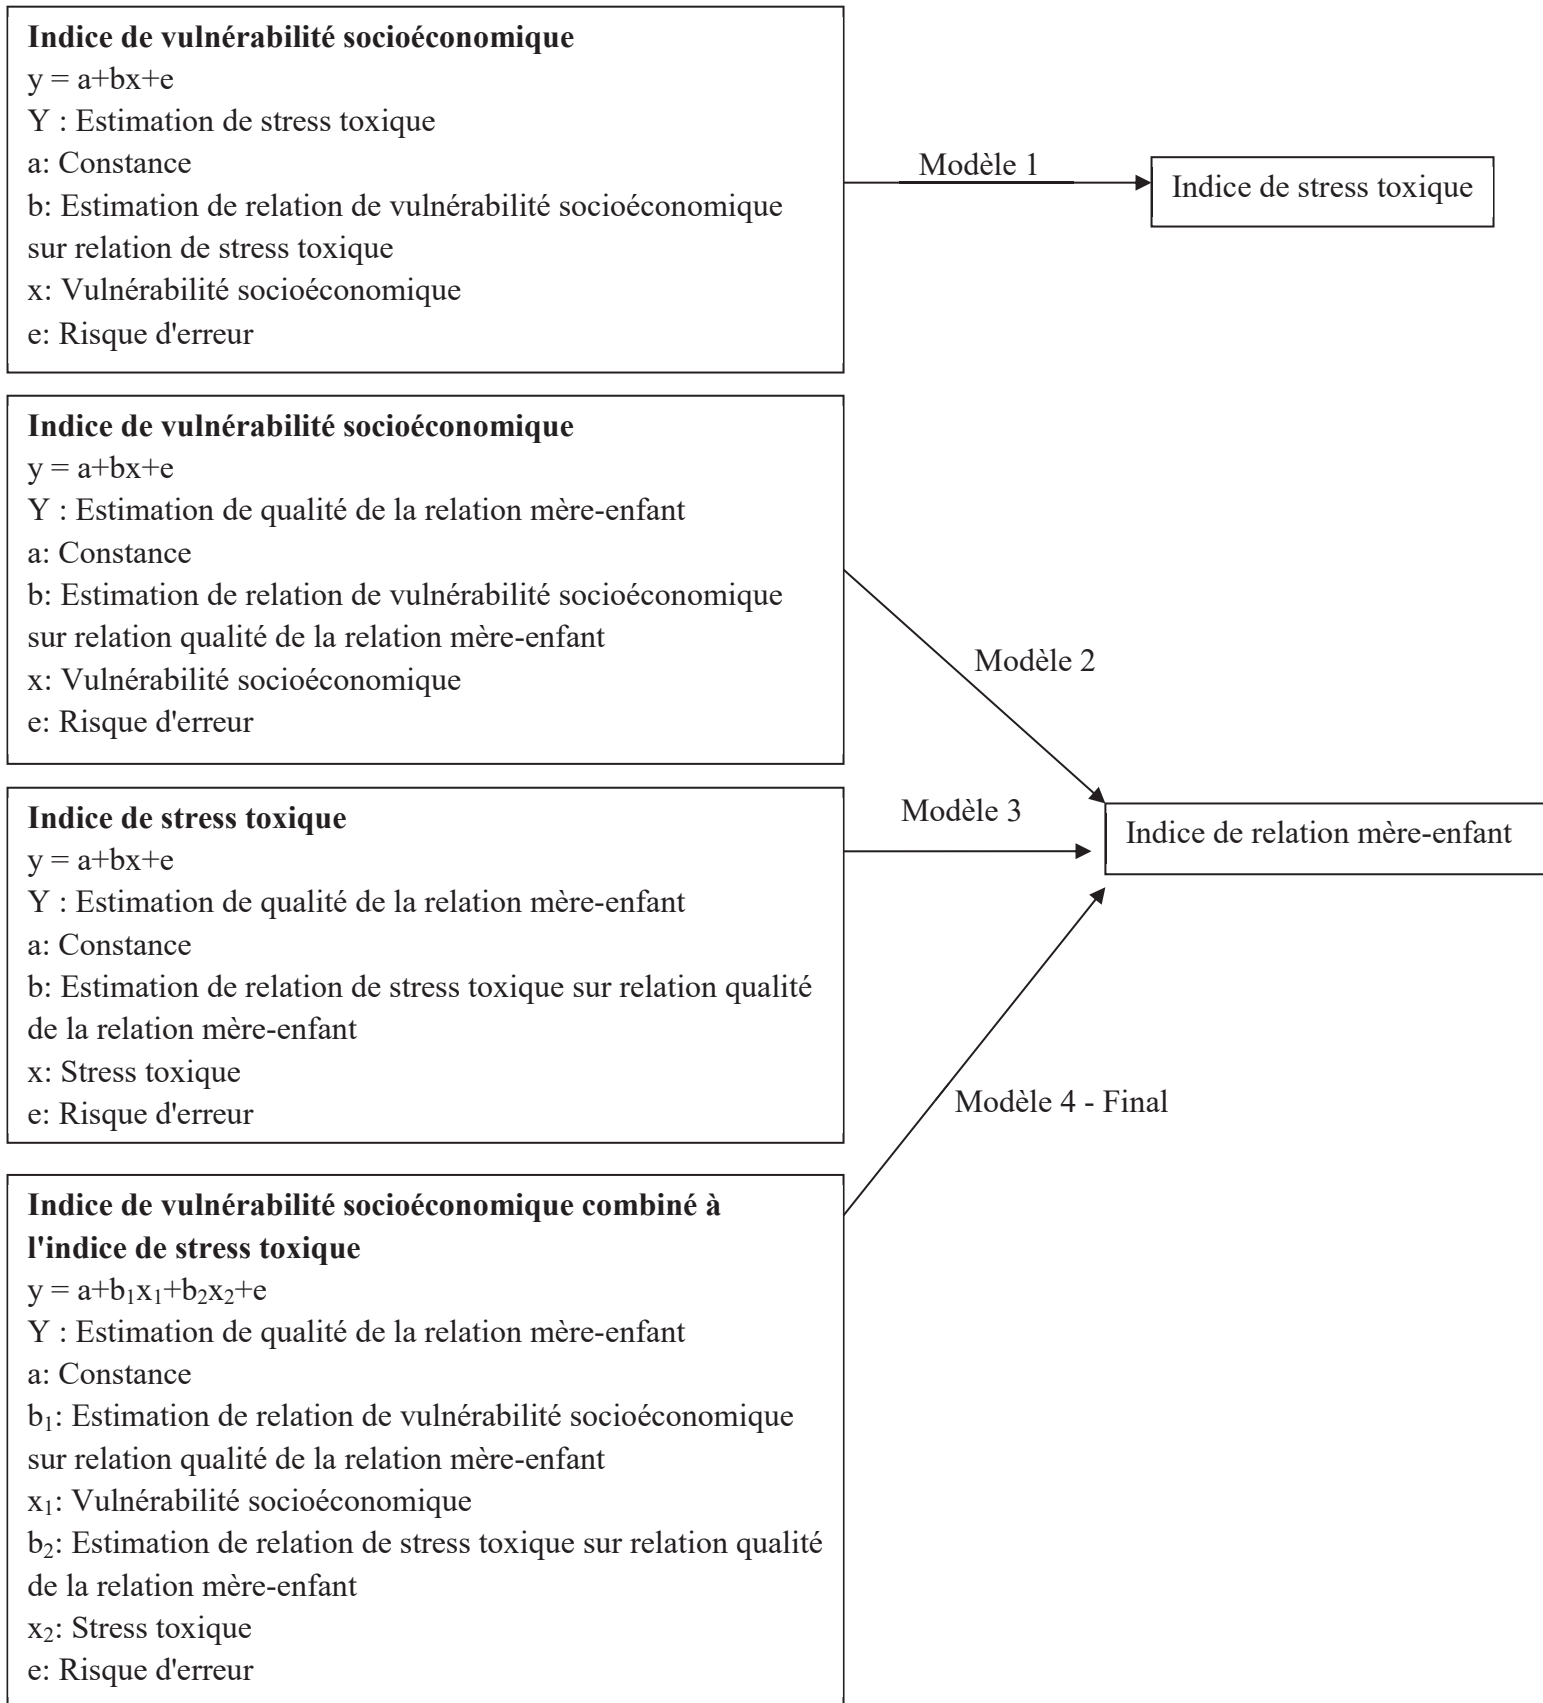 Indice de vulnérabilité socioéconomique
y = a+bx+e
Y : Estimation de stress toxique
a: Constance
b: Estimation de relation de vulnérabilité socioéconomique
sur relation de stress toxique
x: Vulnérabilité socioéconomique
e: Risque d'erreur
Modèle 1
Indice de stress toxique
Indice de vulnérabilité socioéconomique
y = a+bx+e
Y : Estimation de qualité de la relation mère-enfant
a: Constance
b: Estimation de relation de vulnérabilité socioéconomique
sur relation qualité de la relation mère-enfant
x: Vulnérabilité socioéconomique
e: Risque d'erreur
Modèle 2
Indice de stress toxique
y = a+bx+e
Y : Estimation de qualité de la relation mère-enfant
a: Constance
b: Estimation de relation de stress toxique sur relation qualité
de la relation mère-enfant
x: Stress toxique
e: Risque d'erreur
Modèle 3
Indice de relation mère-enfant
Modèle 4 - Final
Indice de vulnérabilité socioéconomique combiné à
l'indice de stress toxique
y = a+b₁x₁+b₂x₂+e
Y : Estimation de qualité de la relation mère-enfant
a: Constance
b₁: Estimation de relation de vulnérabilité socioéconomique
sur relation qualité de la relation mère-enfant
x₁: Vulnérabilité socioéconomique
b₂: Estimation de relation de stress toxique sur relation qualité
de la relation mère-enfant
x₂: Stress toxique
e: Risque d'erreur